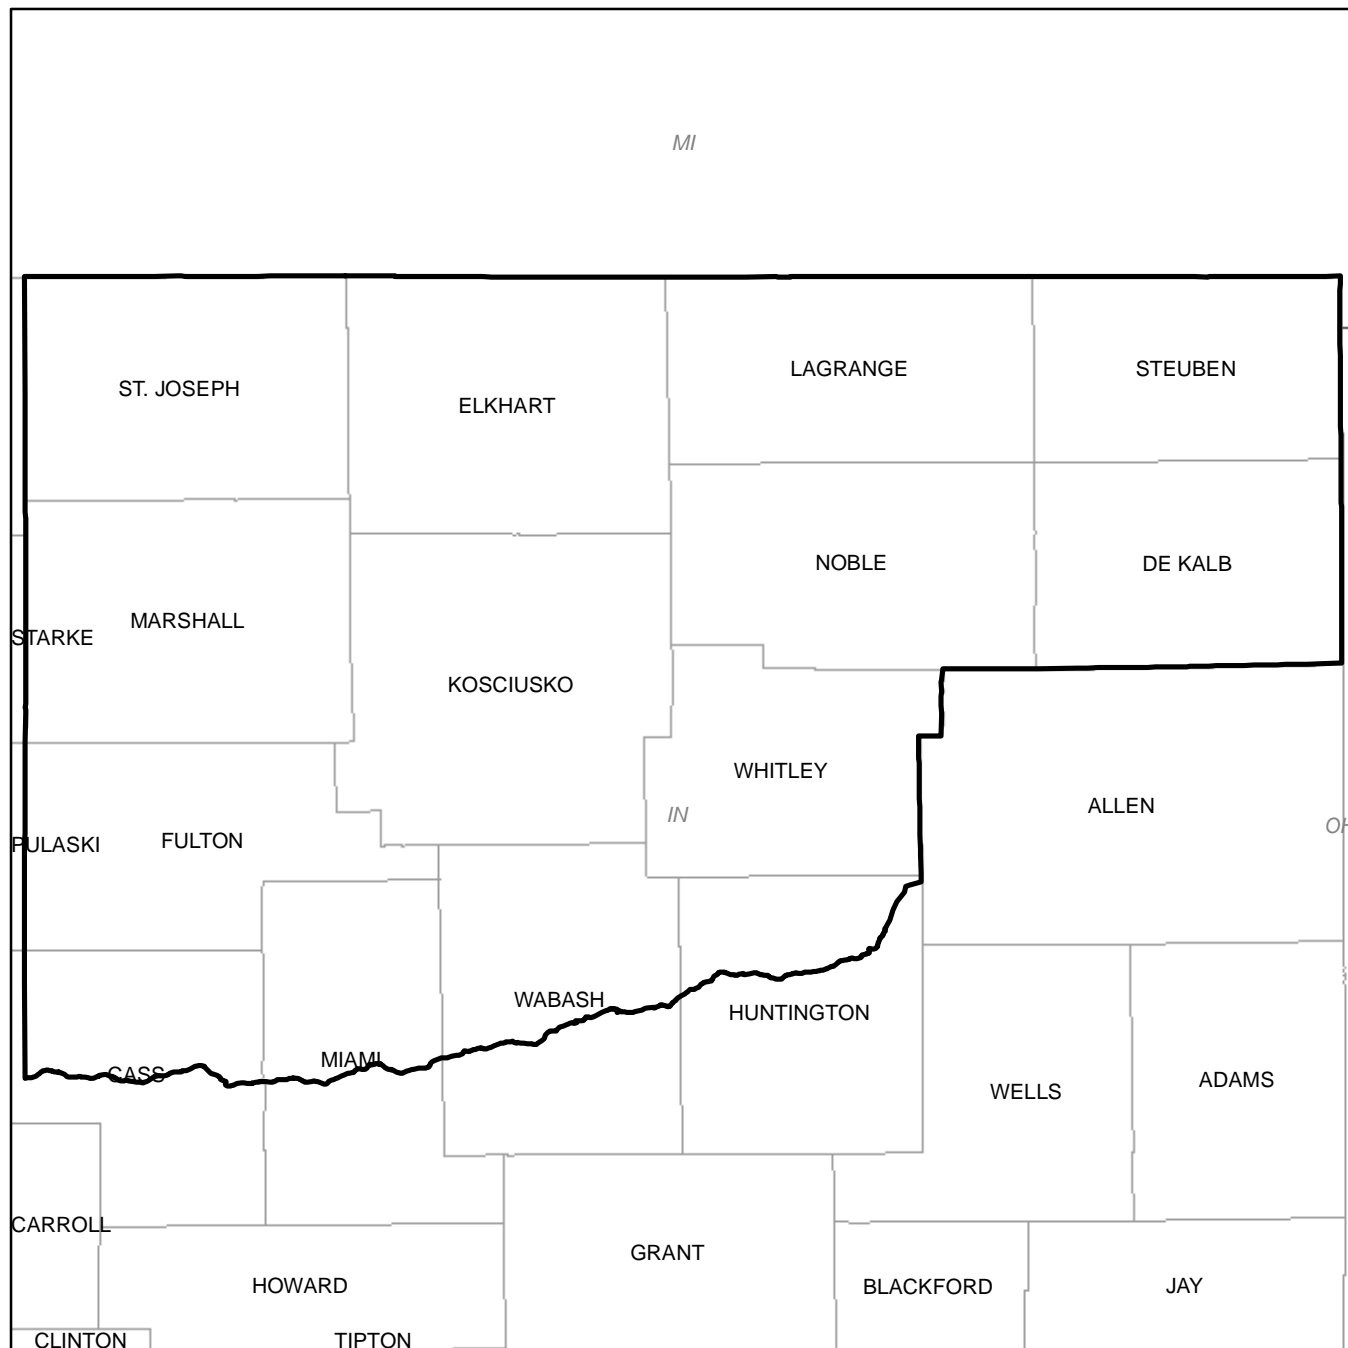 MI
LAGRANGE
STEUBEN
ST. JOSEPH
ELKHART
NOBLE
DE KALB
MARSHALL
STARKE
KOSCIUSKO
WHITLEY
ALLEN
IN
OH
FULTON
PULASKI
WABASH
HUNTINGTON
MIAMI
CASS
ADAMS
WELLS
CARROLL
GRANT
HOWARD
BLACKFORD
JAY
CLINTON
TIPTON